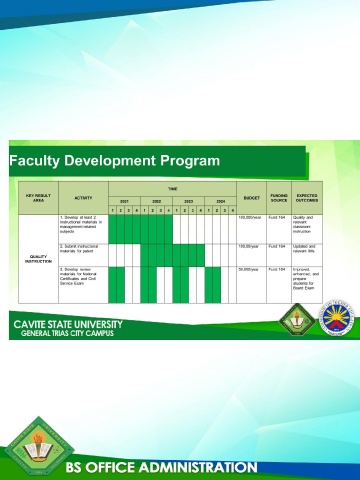 Faculty Development Program
KEY RESULT AREA
ACTIVITY
TIME
BUDGET
FUNDING SOURCE
EXPECTED OUTCOMES
2021 2022 2023 2024
1 2 3 4 1 2 3 4 1 2 3 4 1 2 3 4
QUALITY INSTRUCTION
1. Develop at least 2
instructional materials in
management related
subjects
100,000/year
Fund 164
Quality and
relevant
classroom
instruction
2. Submit instructional
materials for patent
100,00/year
Fund 164
Updated and
relevant IMs
3. Develop review
materials for National
Certificates and Civil
Service Exam
50,000/year
Fund 164
Improved,
enhanced, and
prepare
students for
Board Exam
CAVITE STATE UNIVERSITY
GENERAL TRIAS CITY CAMPUS
BS OFFICE ADMINISTRATION